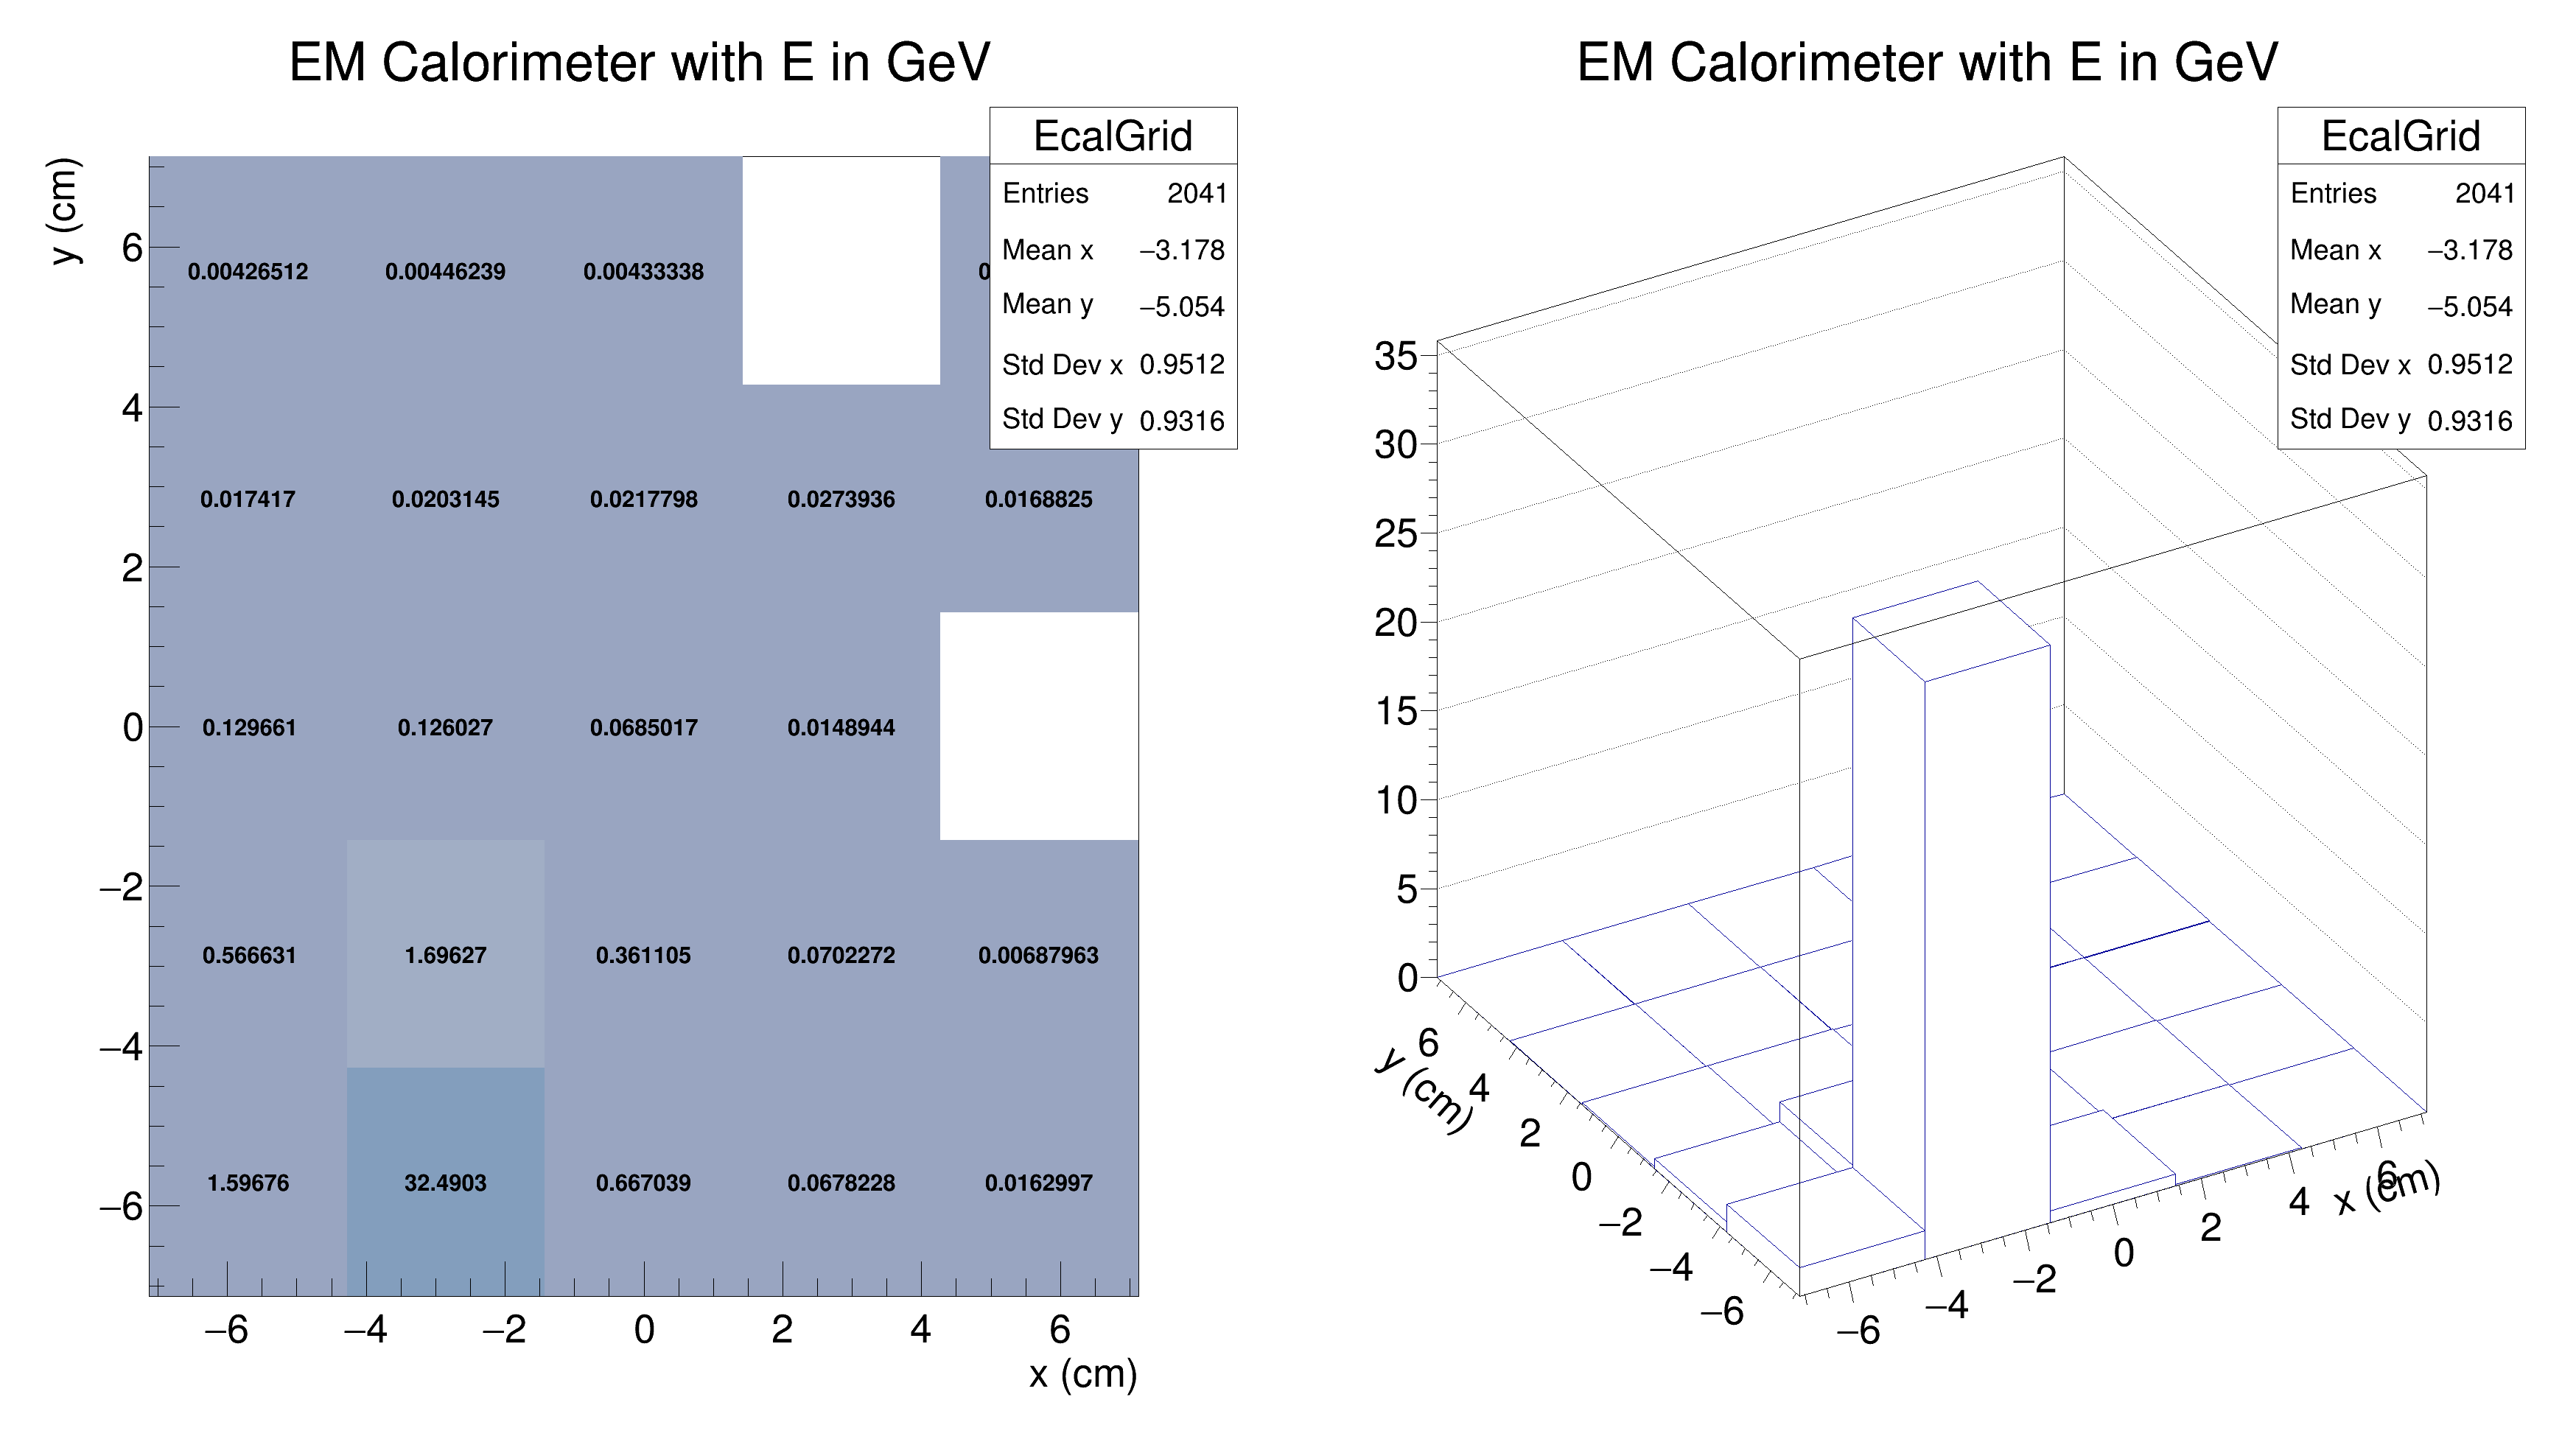 EM Calorimeter with E in GeV
EcalGrid
Entries 2041
Mean x −3.178
Mean y −5.054
Std Dev x 0.9512
Std Dev y 0.9316
y (cm)
6
4
2
0
−2
−4
−6
0.00426512 0.00446239 0.00433338
0.017417 0.0203145 0.0217798 0.0273936 0.0168825
0.129661 0.126027 0.0685017 0.0148944
0.566631 1.69627 0.361105 0.0702272 0.00687963
1.59676 32.4903 0.667039 0.0678228 0.0162997
−6 −4 −2 0 2 4 6
x (cm)
EM Calorimeter with E in GeV
EcalGrid
Entries 2041
Mean x −3.178
Mean y −5.054
Std Dev x 0.9512
Std Dev y 0.9316
35
30
25
20
15
10
5
0
6
4
2
0
−2
−4
−6
y (cm)
−6
−4
−2
0
2
4
6
x (cm)